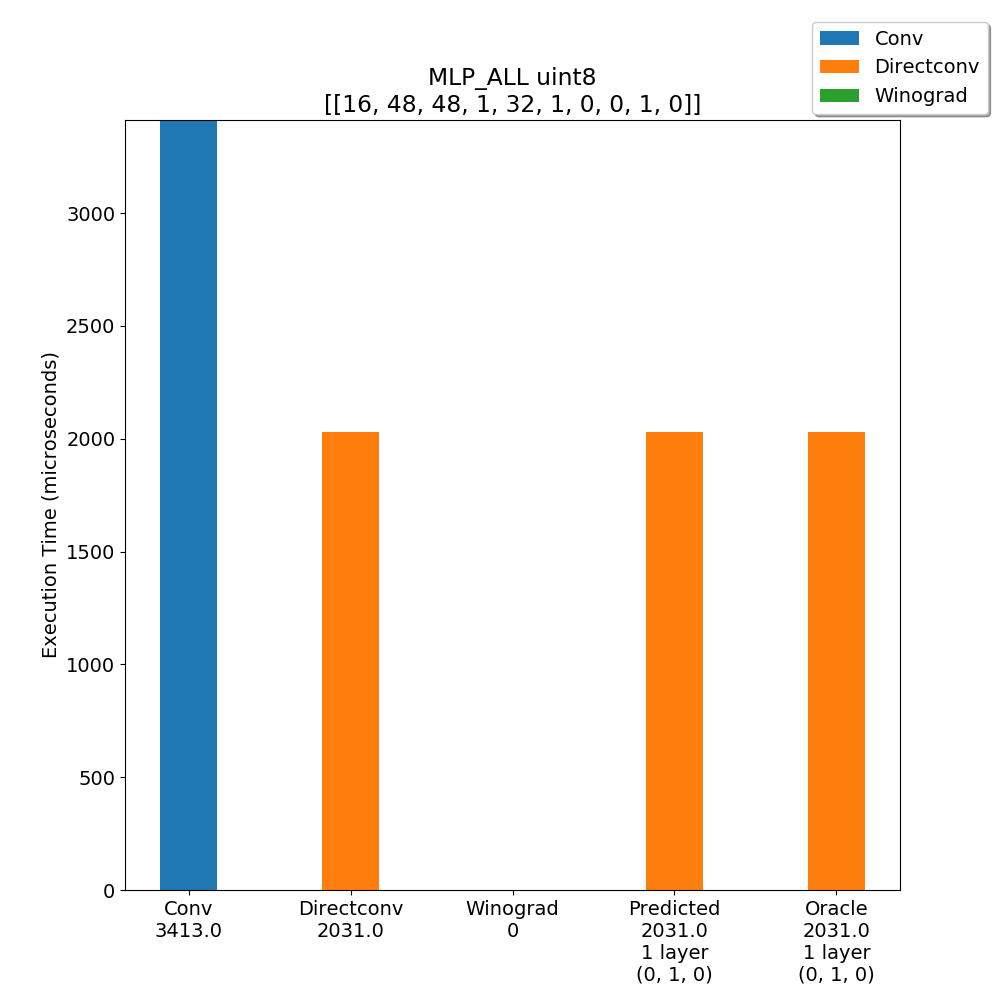 Conv
Directconv
Winograd
MLP_ALL uint8
[[16, 48, 48, 1, 32, 1, 0, 0, 1, 0]]
Execution Time (microseconds)
3000
2500
2000
1500
1000
500
0
Conv
3413.0
Directconv
2031.0
Winograd
0
Predicted
2031.0
1 layer
(0, 1, 0)
Oracle
2031.0
1 layer
(0, 1, 0)